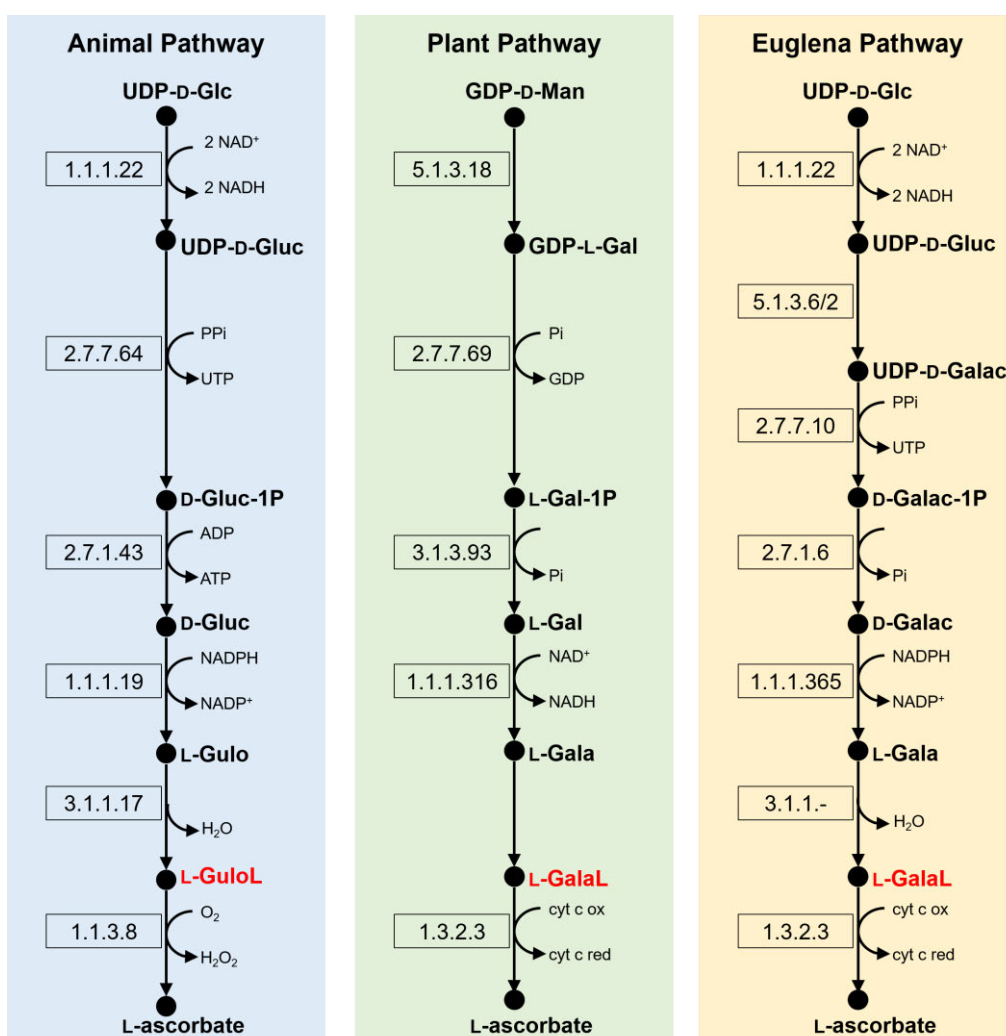 Animal Pathway
UDP-D-Glc
1.1.1.22
2 NAD⁺
2 NADH
UDP-D-Gluc
2.7.7.64
PPi
UTP
D-Gluc-1P
2.7.1.43
ADP
ATP
D-Gluc
1.1.1.19
NADPH
NADP⁺
L-Gulo
3.1.1.17
H₂O
L-GuloL
1.1.3.8
O₂
H₂O₂
L-ascorbate
Plant Pathway
GDP-D-Man
5.1.3.18
GDP-L-Gal
2.7.7.69
Pi
GDP
L-Gal-1P
3.1.3.93
Pi
L-Gal
1.1.1.316
NAD⁺
NADH
L-Gala
L-GalaL
1.3.2.3
cyt c ox
cyt c red
L-ascorbate
Euglena Pathway
UDP-D-Glc
1.1.1.22
2 NAD⁺
2 NADH
UDP-D-Gluc
5.1.3.6/2
UDP-D-Galac
2.7.7.10
PPi
UTP
D-Galac-1P
2.7.1.6
Pi
D-Galac
1.1.1.365
NADPH
NADP⁺
L-Gala
3.1.1.-
H₂O
L-GalaL
1.3.2.3
cyt c ox
cyt c red
L-ascorbate